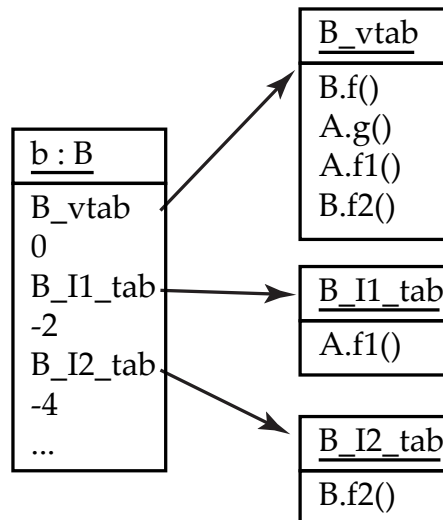 b : B
B_vtab
0
B_I1_tab
-2
B_I2_tab
-4
...
B_vtab
B.f()
A.g()
A.f1()
B.f2()
B_I1_tab
A.f1()
B_I2_tab
B.f2()